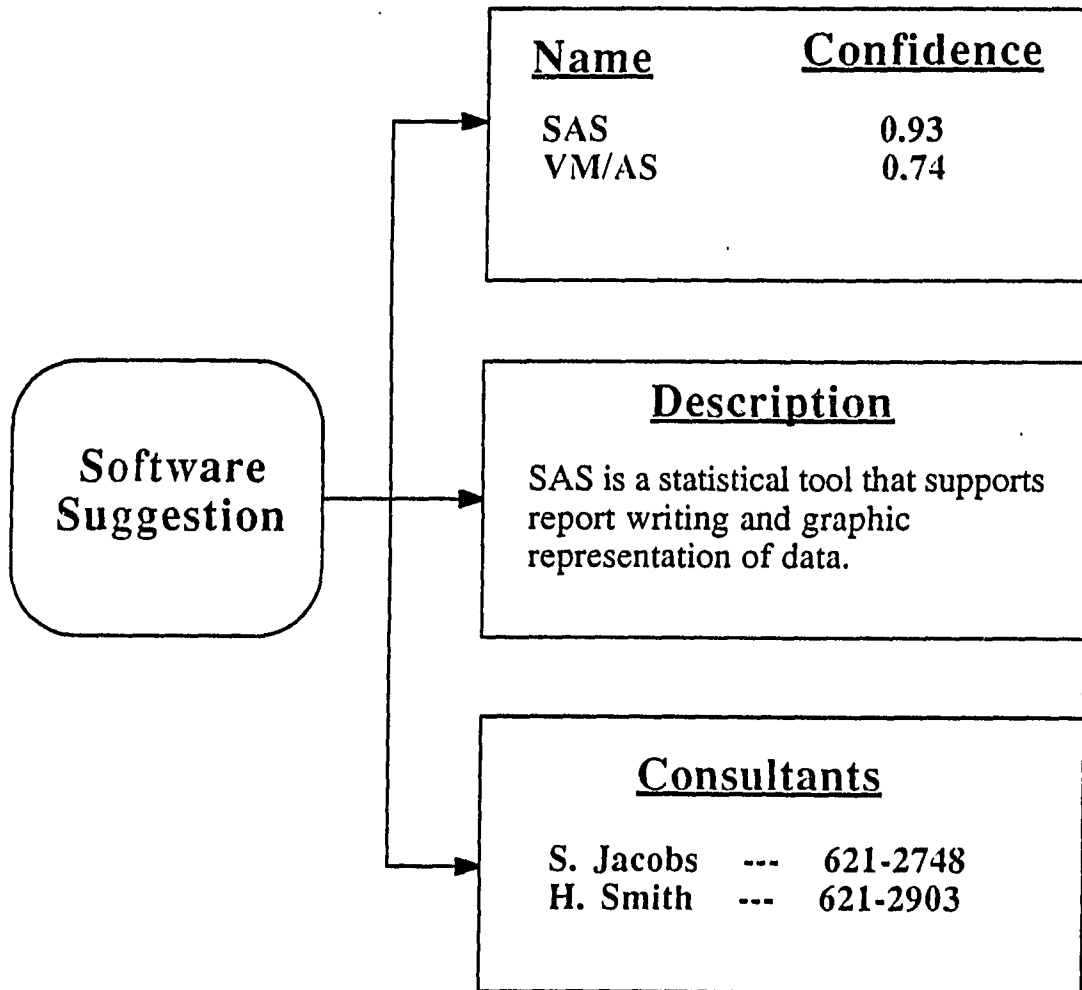 Name Confidence
SAS 0.93
VM/AS 0.74
Software
Suggestion
Description
SAS is a statistical tool that supports
report writing and graphic
representation of data.
Consultants
S. Jacobs --- 621-2748
H. Smith --- 621-2903